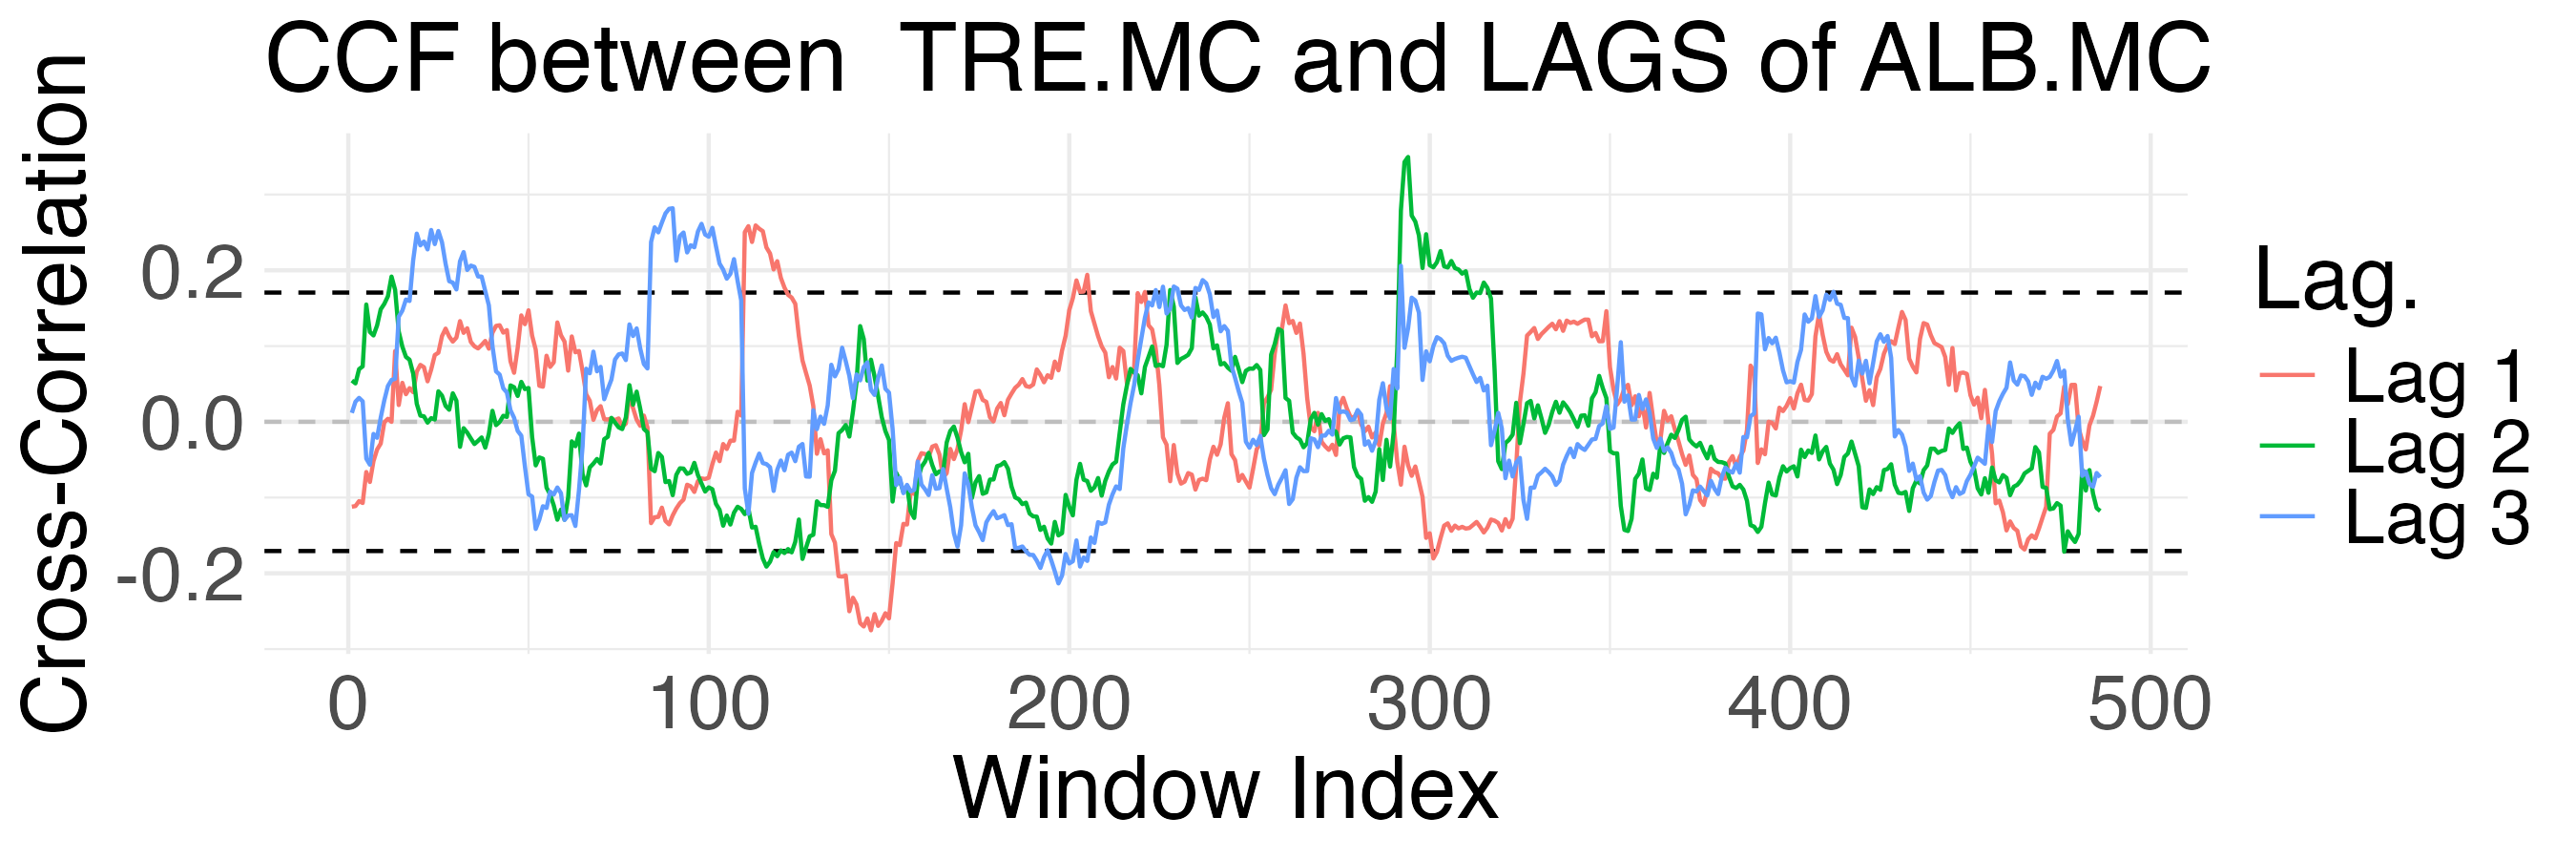 CCF between  TRE.MC and LAGS of ALB.MC
Cross-Correlation
0.2
0.0
-0.2
0 100 200 300 400 500
Window Index
Lag.
Lag 1
Lag 2
Lag 3